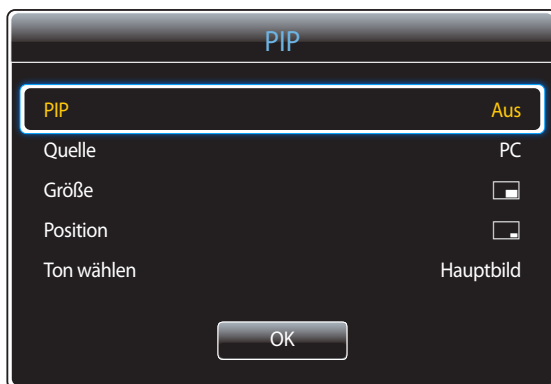 PIP
PIP Aus
Quelle PC
Größe
Position
Ton wählen Hauptbild
OK